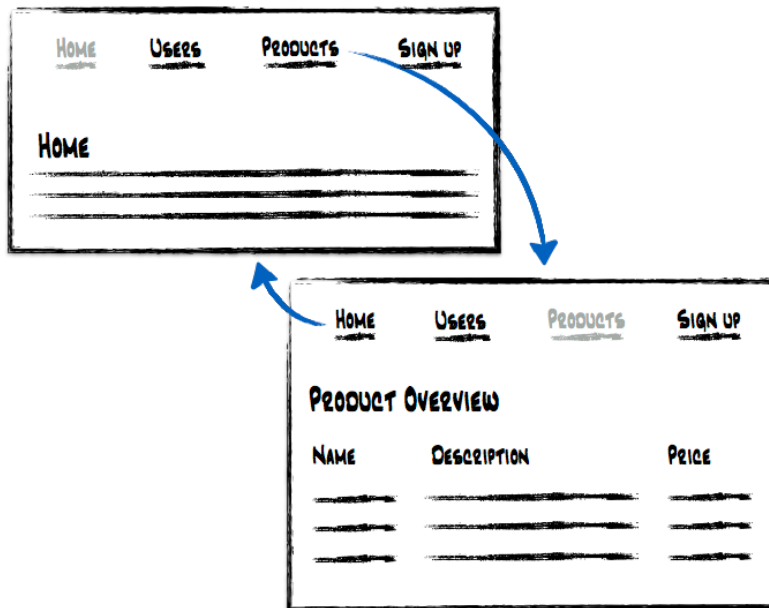 Home Users Products Sign up
Home
Home Users Products Sign up
Product Overview
Name Description Price